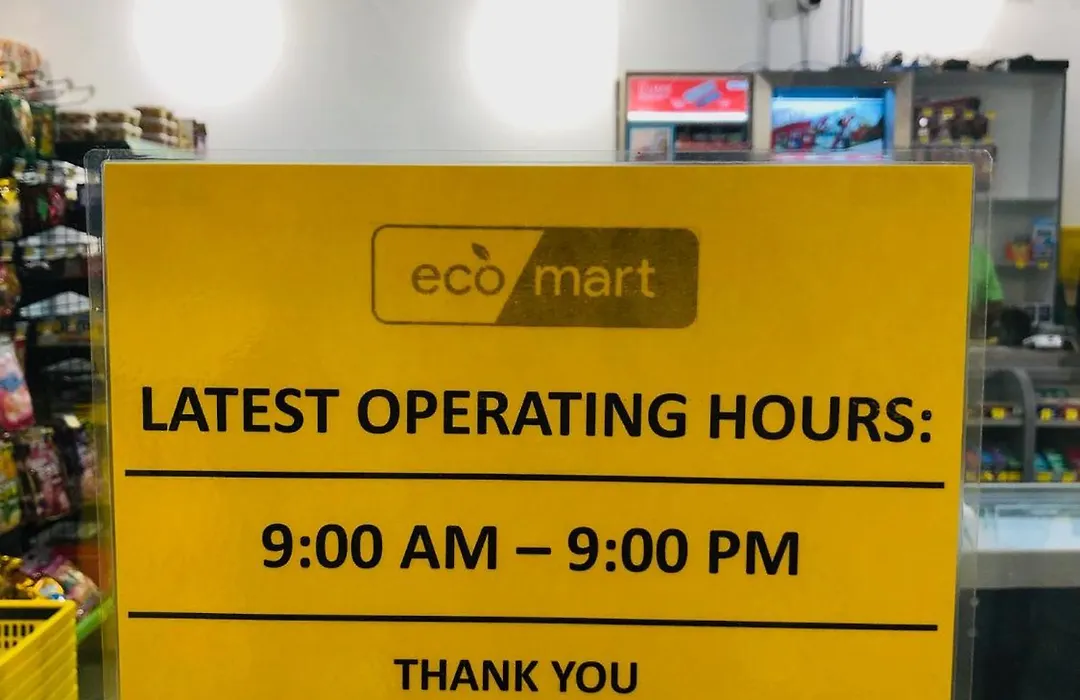 eco mart
LATEST OPERATING HOURS:
9:00 AM – 9:00 PM
THANK YOU